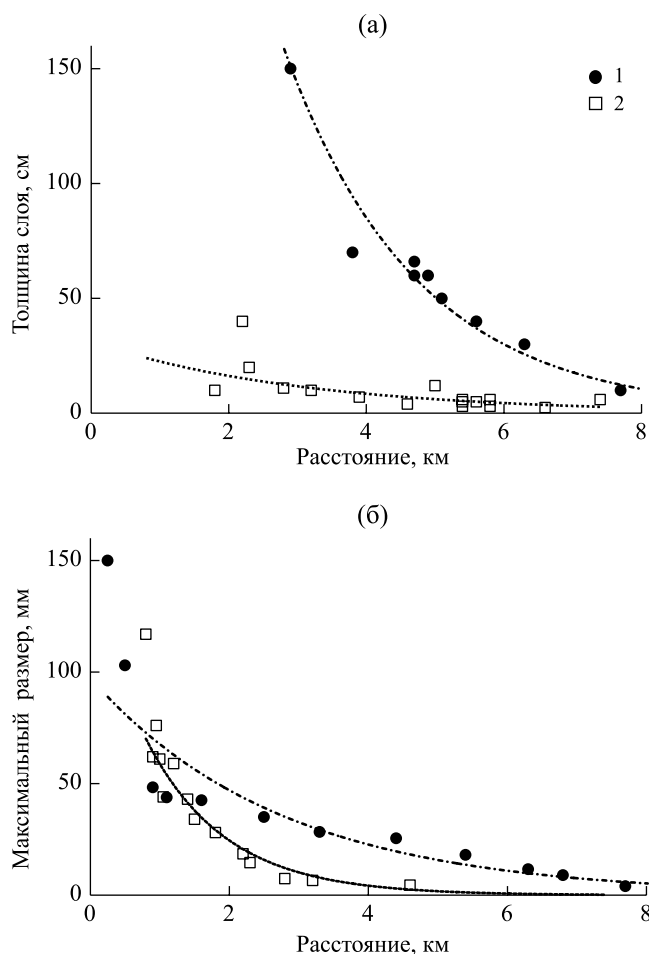 (а)
150
100
50
0
Толщина слоя, см
1
2
0 2 4 6 8
Расстояние, км
(б)
150
100
50
0
Максимальный размер, мм
0 2 4 6 8
Расстояние, км